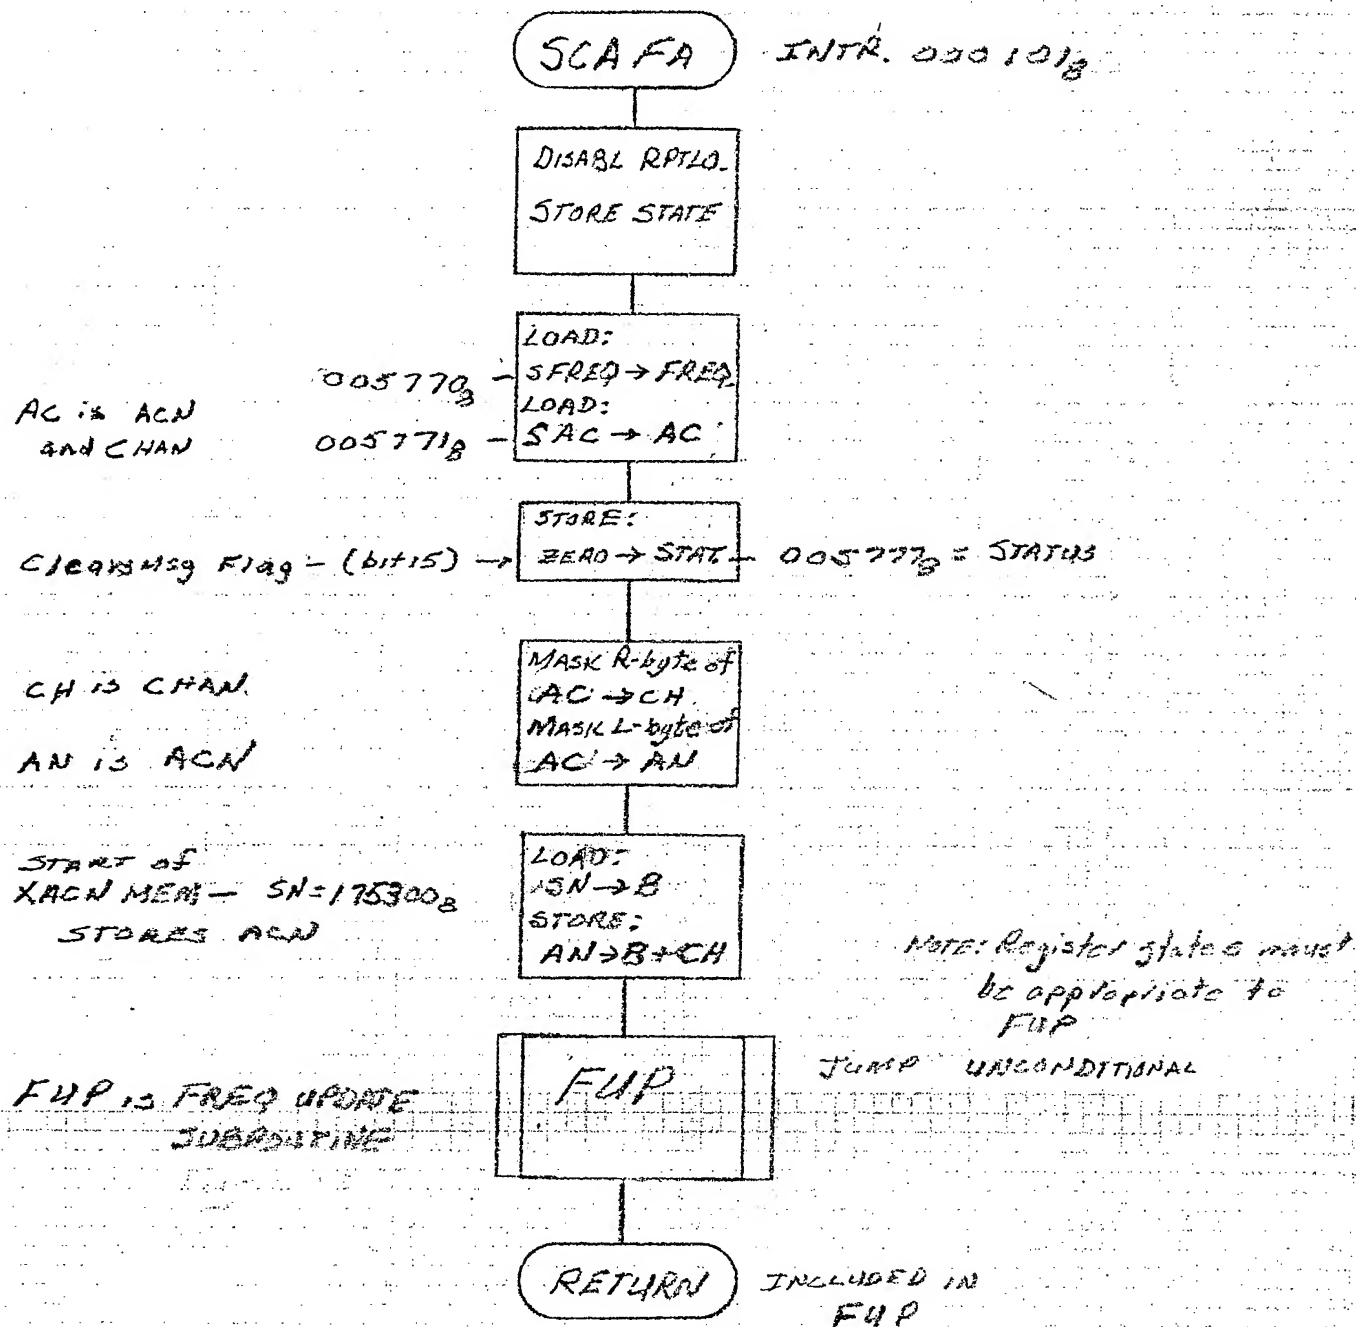 SCAFA INTR. 000101₈
DISABL RPTLO.
STORE STATE
LOAD:
005770₈ - SFREQ → FREQ
LOAD:
AC is ACN
and CHAN 005771₈ - SAC → AC
STORE:
Clears Msg Flag - (bit 15) → ZERO → STAT. - 005777₈ = STATUS
MASK R-byte of
CH is CHAN. AC → CH
MASK L-byte of
AN is ACN AC → AN
START of
XACN MEM - SN=175300₈
STORES ACN
LOAD:
SN → B
STORE:
AN → B+CH
NOTE: Register states must
be appropriate to
FUP
JUMP UNCONDITIONAL
FUP
FUP is FREQ UPDATE
SUBROUTINE
RETURN INCLUDED IN
FUP